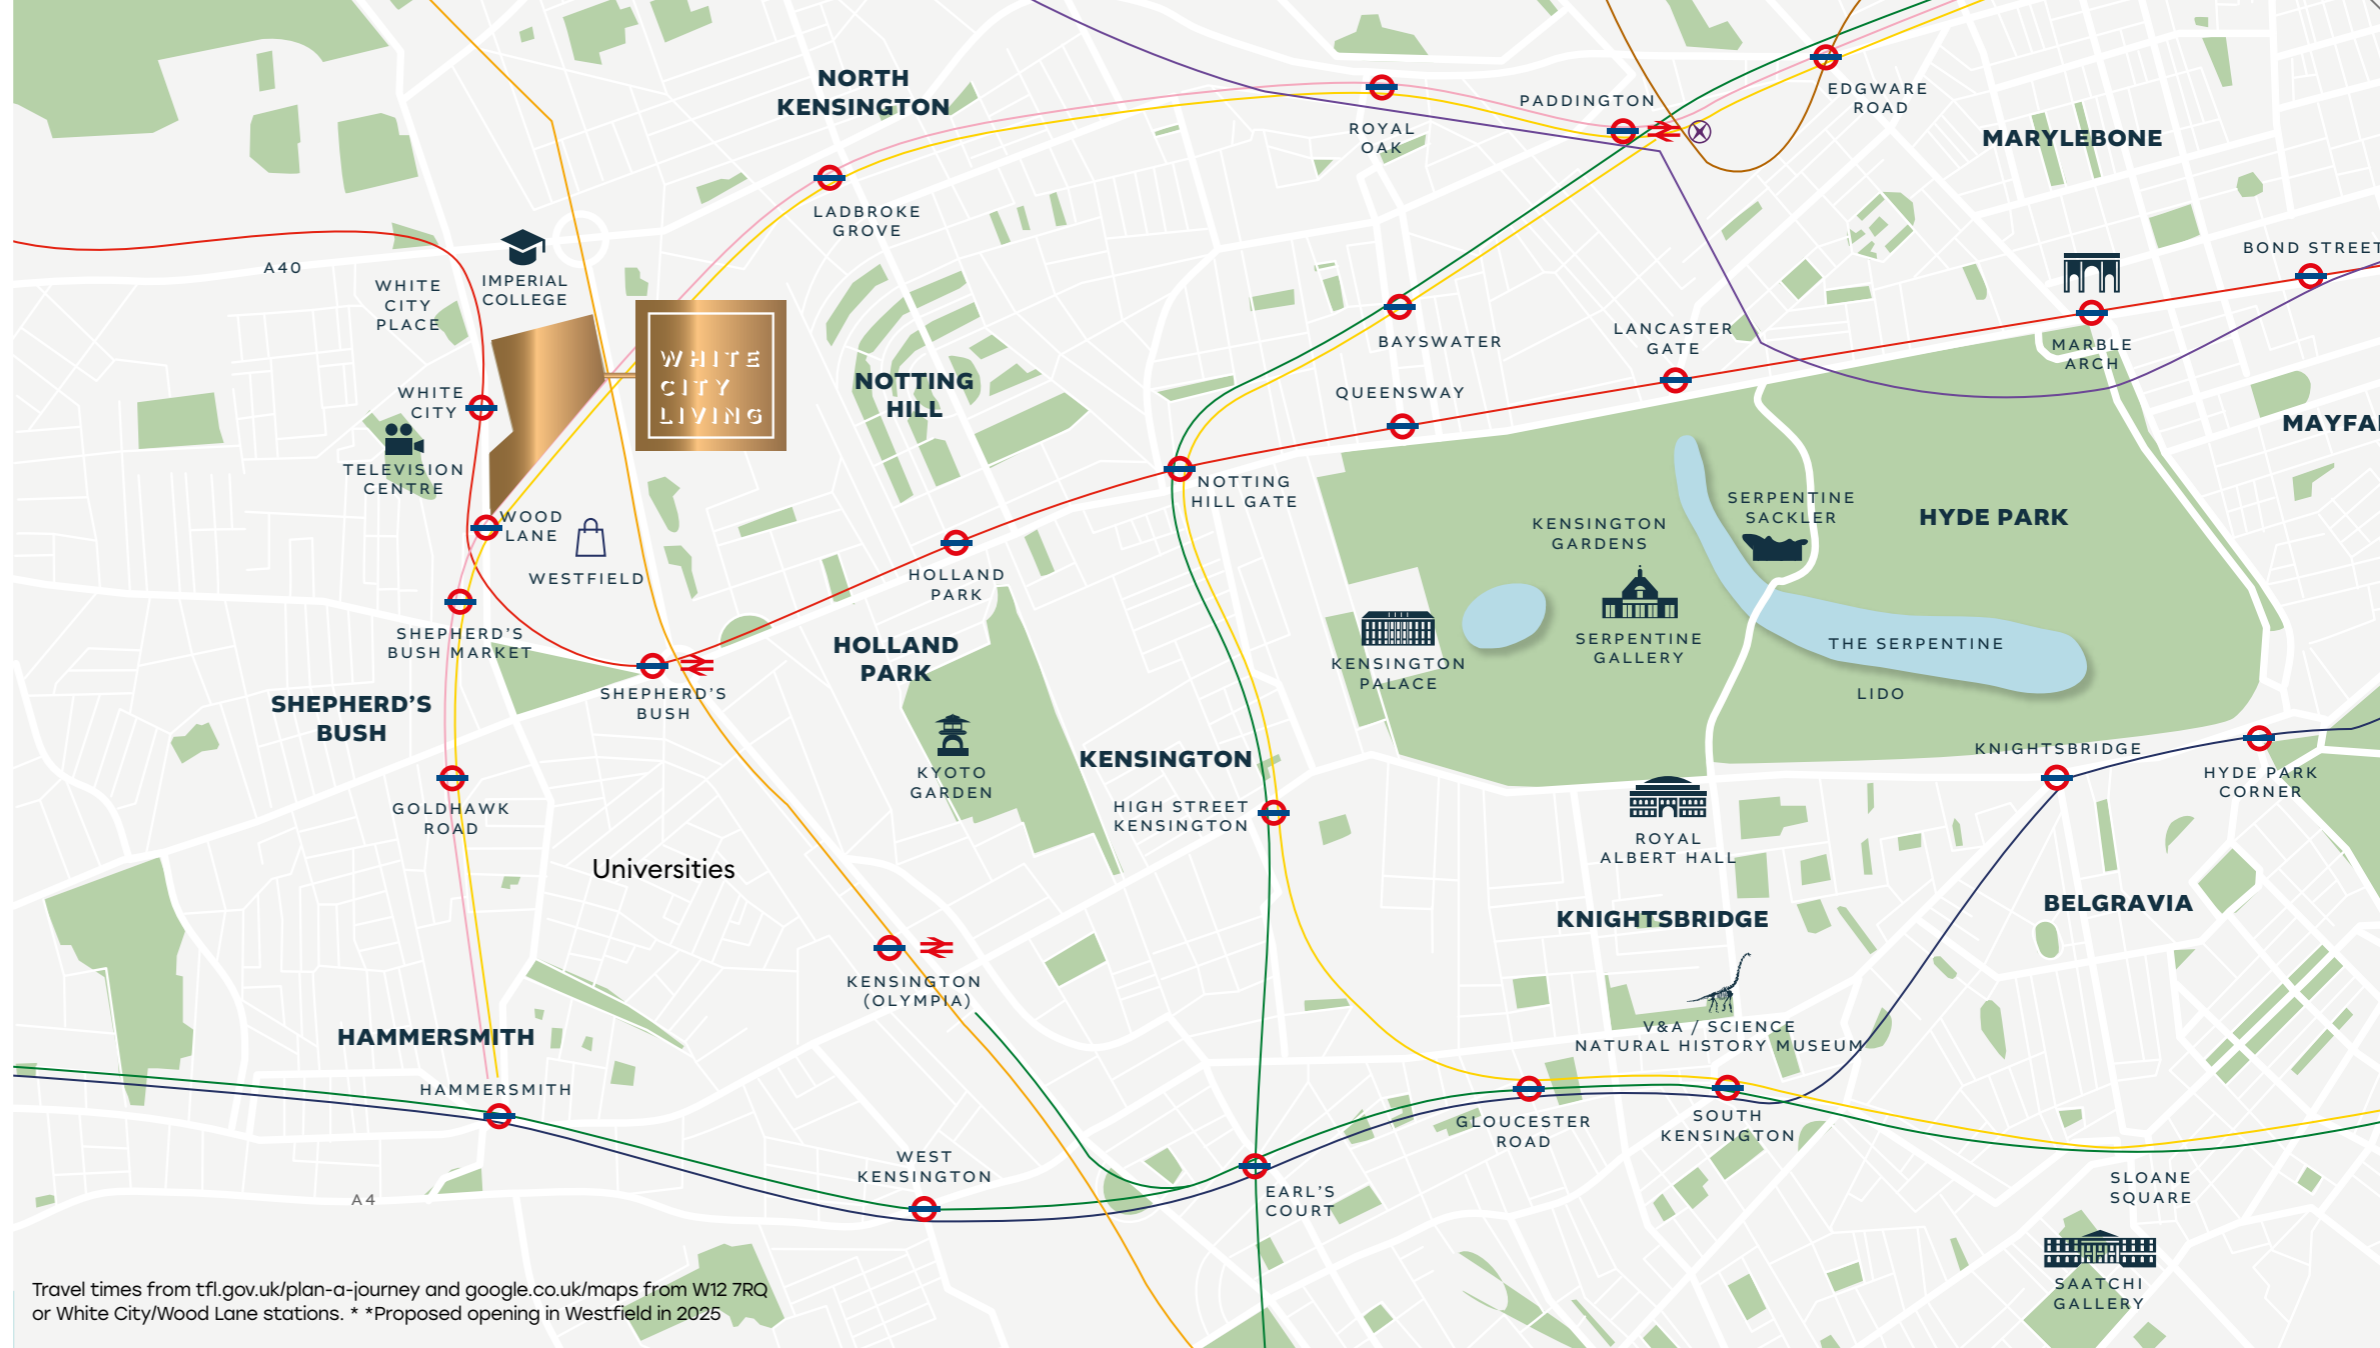 NORTH
KENSINGTON
PADDINGTON
EDGWARE
ROAD
ROYAL
OAK
MARYLEBONE
LADBROKE
GROVE
BOND STREET
A40
IMPERIAL
COLLEGE
WHITE
CITY
PLACE
WHITE
CITY
LIVING
NOTTING
HILL
BAYSWATER
LANCASTER
GATE
MARBLE
ARCH
WHITE
CITY
QUEENSWAY
MAYFAI
TELEVISION
CENTRE
NOTTING
HILL GATE
SERPENTINE
SACKLER
HYDE PARK
WOOD
LANE
KENSINGTON
GARDENS
WESTFIELD
HOLLAND
PARK
SHEPHERD'S
BUSH MARKET
HOLLAND
PARK
KENSINGTON
PALACE
SERPENTINE
GALLERY
THE SERPENTINE
LIDO
SHEPHERD'S
BUSH
SHEPHERD'S
BUSH
KYOTO
GARDEN
KENSINGTON
KNIGHTSBRIDGE
HYDE PARK
CORNER
GOLDHAWK
ROAD
HIGH STREET
KENSINGTON
ROYAL
ALBERT HALL
Universities
KNIGHTSBRIDGE
BELGRAVIA
KENSINGTON
(OLYMPIA)
HAMMERSMITH
V&A / SCIENCE
NATURAL HISTORY MUSEUM
HAMMERSMITH
GLOUCESTER
ROAD
SOUTH
KENSINGTON
WEST
KENSINGTON
A4
EARL'S
COURT
SLOANE
SQUARE
SAATCHI
GALLERY
Travel times from tfl.gov.uk/plan-a-journey and google.co.uk/maps from W12 7RQ
or White City/Wood Lane stations. * *Proposed opening in Westfield in 2025